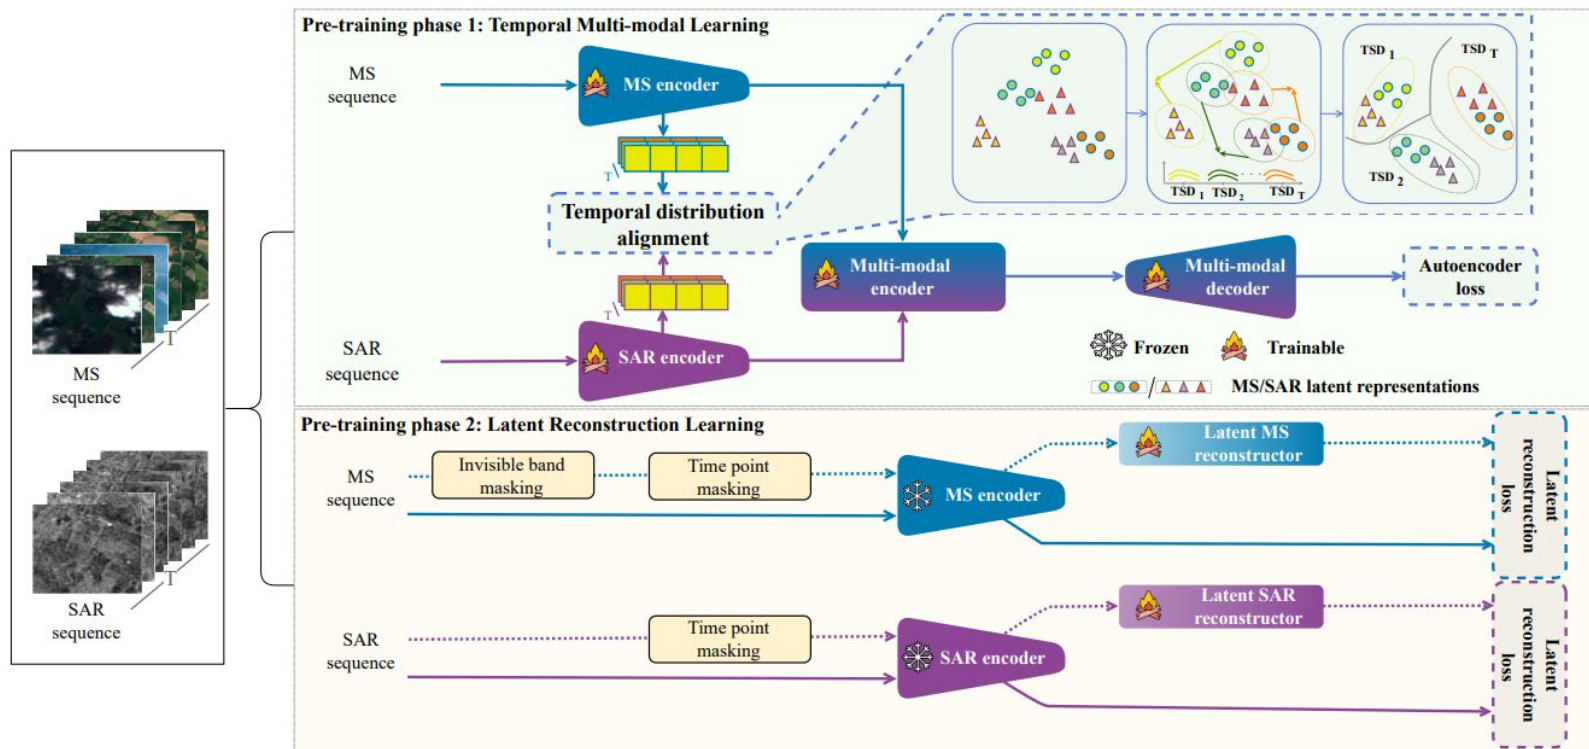 MS
sequence
T
SAR
sequence
T
Pre-training phase 1: Temporal Multi-modal Learning
MS
sequence
MS encoder
T
Temporal distribution
alignment
T
SAR
sequence
SAR encoder
TSD 1
TSD 2
. . .
TSD T
TSD 1
TSD T
TSD 2
Multi-modal
encoder
Multi-modal
decoder
Autoencoder
loss
Frozen
Trainable
/
MS/SAR latent representations
Pre-training phase 2: Latent Reconstruction Learning
MS
sequence
Invisible band
masking
Time point
masking
MS encoder
Latent MS
reconstructor
Latent
reconstruction
loss
SAR
sequence
Time point
masking
SAR encoder
Latent SAR
reconstructor
Latent
reconstruction
loss